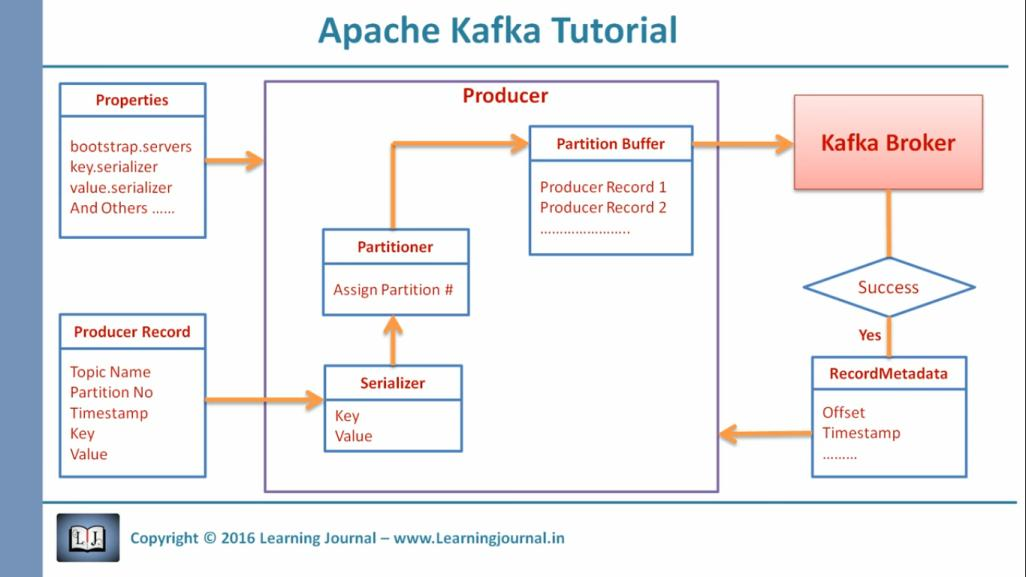 Apache Kafka Tutorial
Properties
bootstrap.servers
key.serializer
value.serializer
And Others ......
Producer Record
Topic Name
Partition No
Timestamp
Key
Value
Producer
Serializer
Key
Value
Partitioner
Assign Partition #
Partition Buffer
Producer Record 1
Producer Record 2
.......................
Kafka Broker
Success
Yes
RecordMetadata
Offset
Timestamp
.........
LJ
Copyright © 2016 Learning Journal – www.Learningjournal.in